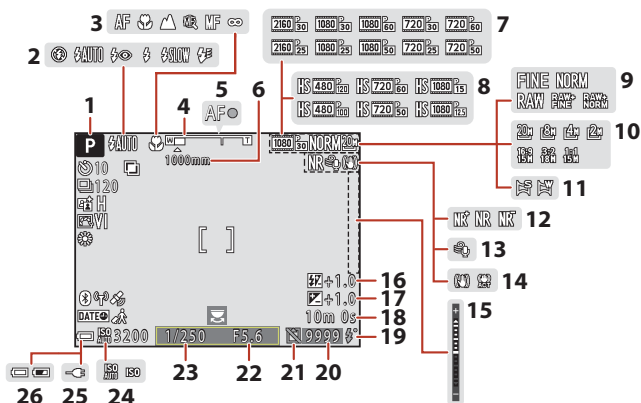 3 AF MF ∞
2160 P 30 1080 P 30 1080 P 60 720 P 30 720 P 60 7
2160 P 25 1080 P 25 1080 P 50 720 P 25 720 P 50
2 AUTO SLOW
HS 480 P 120 HS 720 P 60 HS 1080 P 15 8
HS 480 P 100 HS 720 P 50 HS 1080 P 12.5
FINE NORM 9
RAW RAW+ FINE RAW+ NORM
1 4 5 6
AF
P AUTO W T 1080 P 30 NORM 20M
20M 8M 4M 2M 10
16:9 15M 3:2 18M 1:1 15M
1000mm
10 NR
11
120
H
VI
NR+ NR NR- 12
13
14
15
+1.0 16
+1.0 17
DATE 10m 0s 18
ISO AUTO 3200 1/250 F5.6 9999 19
26 25 24 ISO AUTO ISO 23 22 21 20